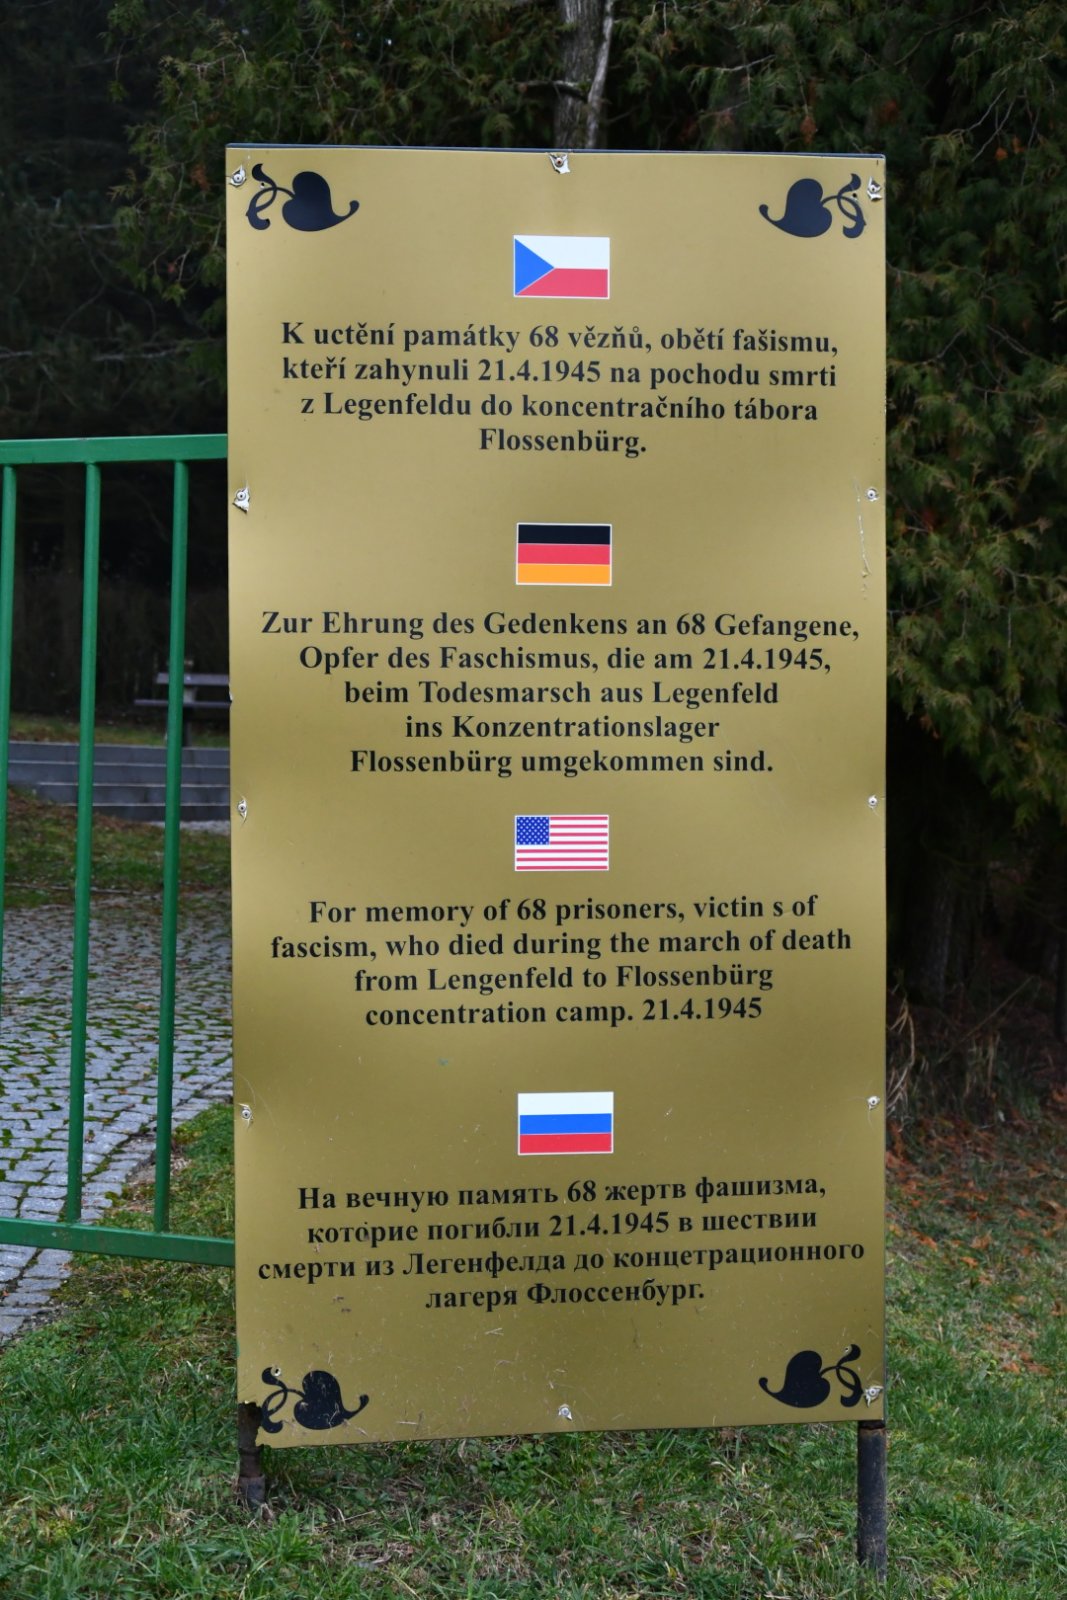 K uctění památky 68 vězňů, obětí fašismu,
kteří zahynuli 21.4.1945 na pochodu smrti
z Legenfeldu do koncentračního tábora
Flossenbürg.
Zur Ehrung des Gedenkens an 68 Gefangene,
Opfer des Faschismus, die am 21.4.1945,
beim Todesmarsch aus Legenfeld
ins Konzentrationslager
Flossenbürg umgekommen sind.
For memory of 68 prisoners, victin s of
fascism, who died during the march of death
from Lengenfeld to Flossenbürg
concentration camp. 21.4.1945
На вечную память 68 жертв фашизма,
которие погибли 21.4.1945 в шествии
смерти из Легенфелда до концетрационного
лагеря Флоссенбург.